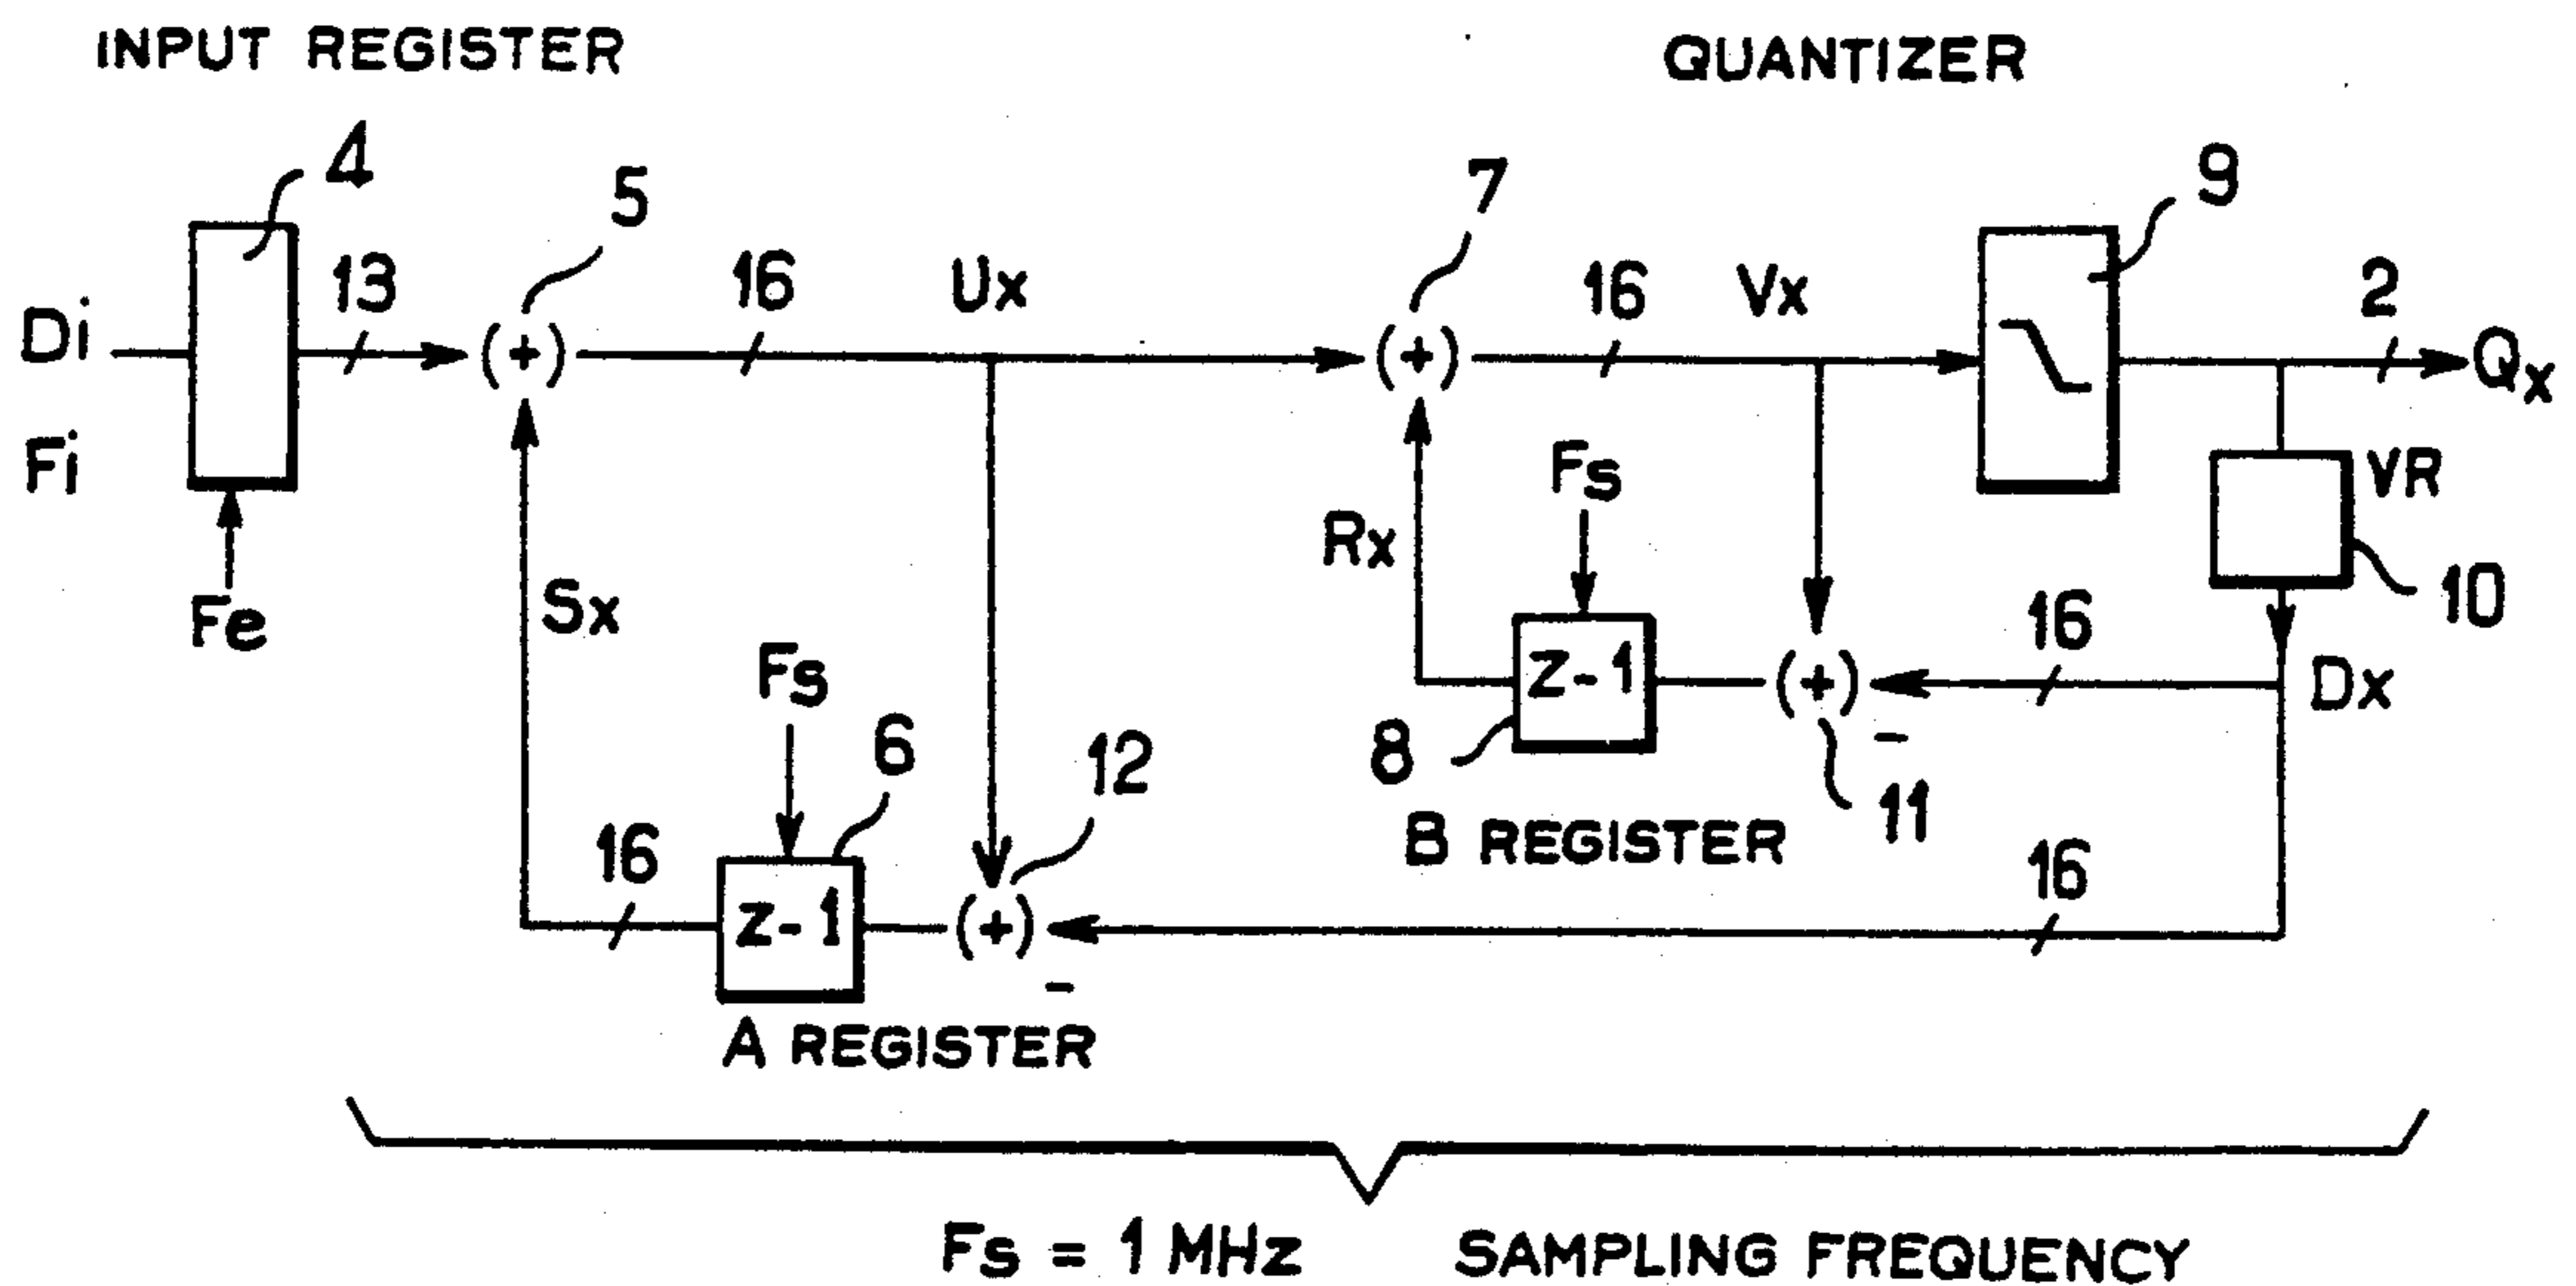 INPUT REGISTER
QUANTIZER
4
5
7
9
13
16
Ux
16
Vx
2
Di
(+)
(+)
Qx
Fi
Fs
VR
Rx
Fe
Sx
10
16
Fs
z-1
(+)
Dx
6
12
8
-
11
B REGISTER
16
16
z-1
(+)
-
A REGISTER
Fs = 1 MHz SAMPLING FREQUENCY